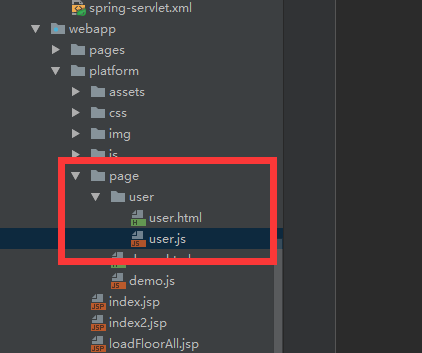 spring-servlet.xml
webapp
pages
platform
assets
css
img
js
page
user
user.html
user.js
demo.js
index.jsp
index2.jsp
loadFloorAll.jsp